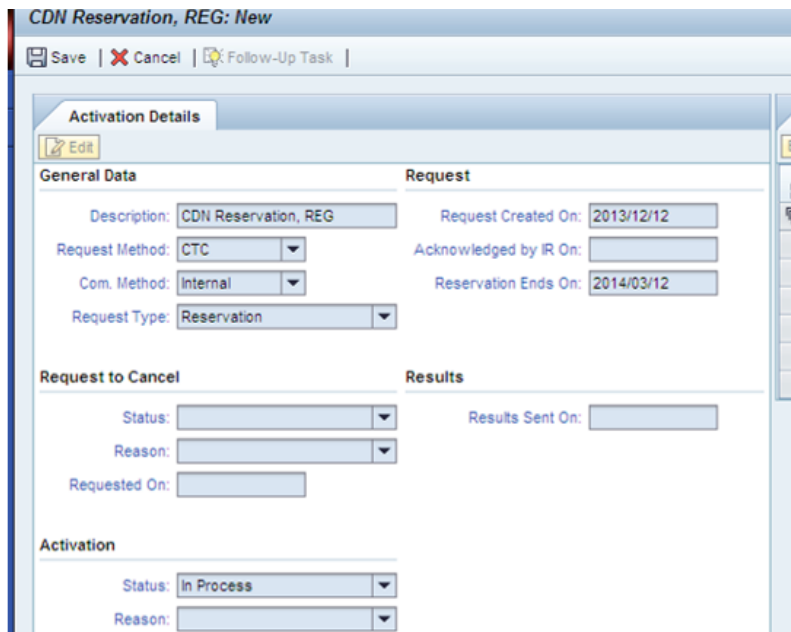 CDN Reservation, REG: New
Save | Cancel | Follow-Up Task |
Activation Details
Edit
General Data
Description: CDN Reservation, REG
Request Method: CTC
Com. Method: Internal
Request Type: Reservation
Request
Request Created On: 2013/12/12
Acknowledged by IR On:
Reservation Ends On: 2014/03/12
Request to Cancel
Status:
Reason:
Requested On:
Results
Results Sent On:
Activation
Status: In Process
Reason: